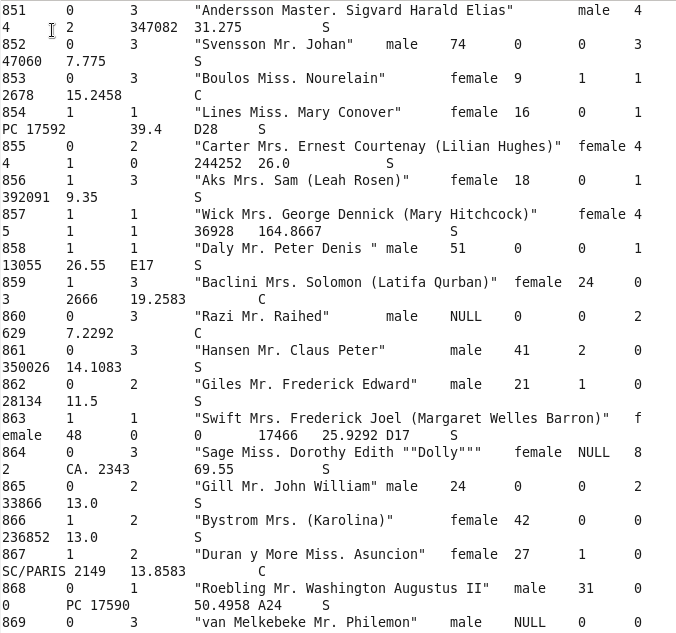 851 0 3 "Andersson Master. Sigvard Harald Elias" male 4
4 2 347082 31.275 S
852 0 3 "Svensson Mr. Johan" male 74 0 0 3
47060 7.775 S
853 0 3 "Boulos Miss. Nourelain" female 9 1 1
2678 15.2458 C
854 1 1 "Lines Miss. Mary Conover" female 16 0 1
PC 17592 39.4 D28 S
855 0 2 "Carter Mrs. Ernest Courtenay (Lilian Hughes)" female 4
4 1 0 244252 26.0 S
856 1 3 "Aks Mrs. Sam (Leah Rosen)" female 18 0 1
392091 9.35 S
857 1 1 "Wick Mrs. George Dennick (Mary Hitchcock)" female 4
5 1 1 36928 164.8667 S
858 1 1 "Daly Mr. Peter Denis " male 51 0 0 1
13055 26.55 E17 S
859 1 3 "Baclini Mrs. Solomon (Latifa Qurban)" female 24 0
3 2666 19.2583 C
860 0 3 "Razi Mr. Raihed" male NULL 0 0 2
629 7.2292 C
861 0 3 "Hansen Mr. Claus Peter" male 41 2 0
350026 14.1083 S
862 0 2 "Giles Mr. Frederick Edward" male 21 1 0
28134 11.5 S
863 1 1 "Swift Mrs. Frederick Joel (Margaret Welles Barron)" f
emale 48 0 0 17466 25.9292 D17 S
864 0 3 "Sage Miss. Dorothy Edith ""Dolly""" female NULL 8
2 CA. 2343 69.55 S
865 0 2 "Gill Mr. John William" male 24 0 0 2
33866 13.0 S
866 1 2 "Bystrom Mrs. (Karolina)" female 42 0 0
236852 13.0 S
867 1 2 "Duran y More Miss. Asuncion" female 27 1 0
SC/PARIS 2149 13.8583 C
868 0 1 "Roebling Mr. Washington Augustus II" male 31 0
0 PC 17590 50.4958 A24 S
869 0 3 "van Melkebeke Mr. Philemon" male NULL 0 0